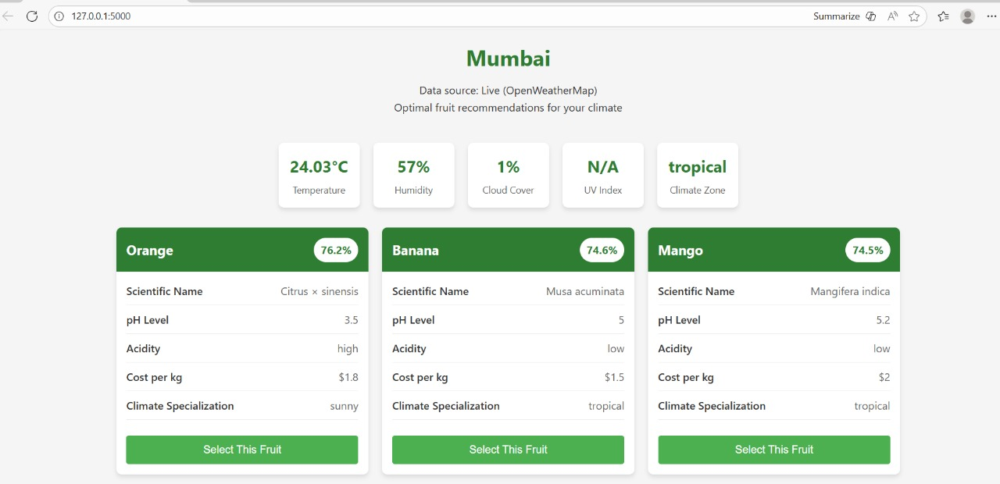 127.0.0.1:5000
Summarize
Mumbai
Data source: Live (OpenWeatherMap)
Optimal fruit recommendations for your climate
24.03°C 57% 1% N/A tropical
Temperature Humidity Cloud Cover UV Index Climate Zone
Orange 76.2%
Scientific Name Citrus × sinensis
pH Level 3.5
Acidity high
Cost per kg $1.8
Climate Specialization sunny
Select This Fruit
Banana 74.6%
Scientific Name Musa acuminata
pH Level 5
Acidity low
Cost per kg $1.5
Climate Specialization tropical
Select This Fruit
Mango 74.5%
Scientific Name Mangifera indica
pH Level 5.2
Acidity low
Cost per kg $2
Climate Specialization tropical
Select This Fruit